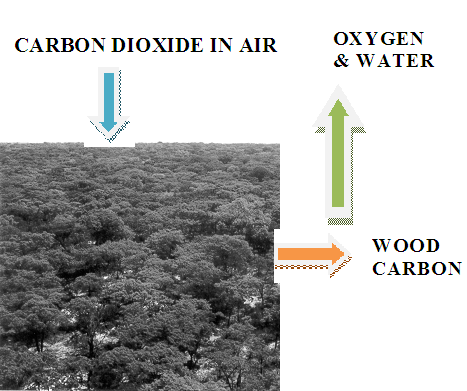 CARBON DIOXIDE IN AIR
OXYGEN
& WATER
WOOD
CARBON